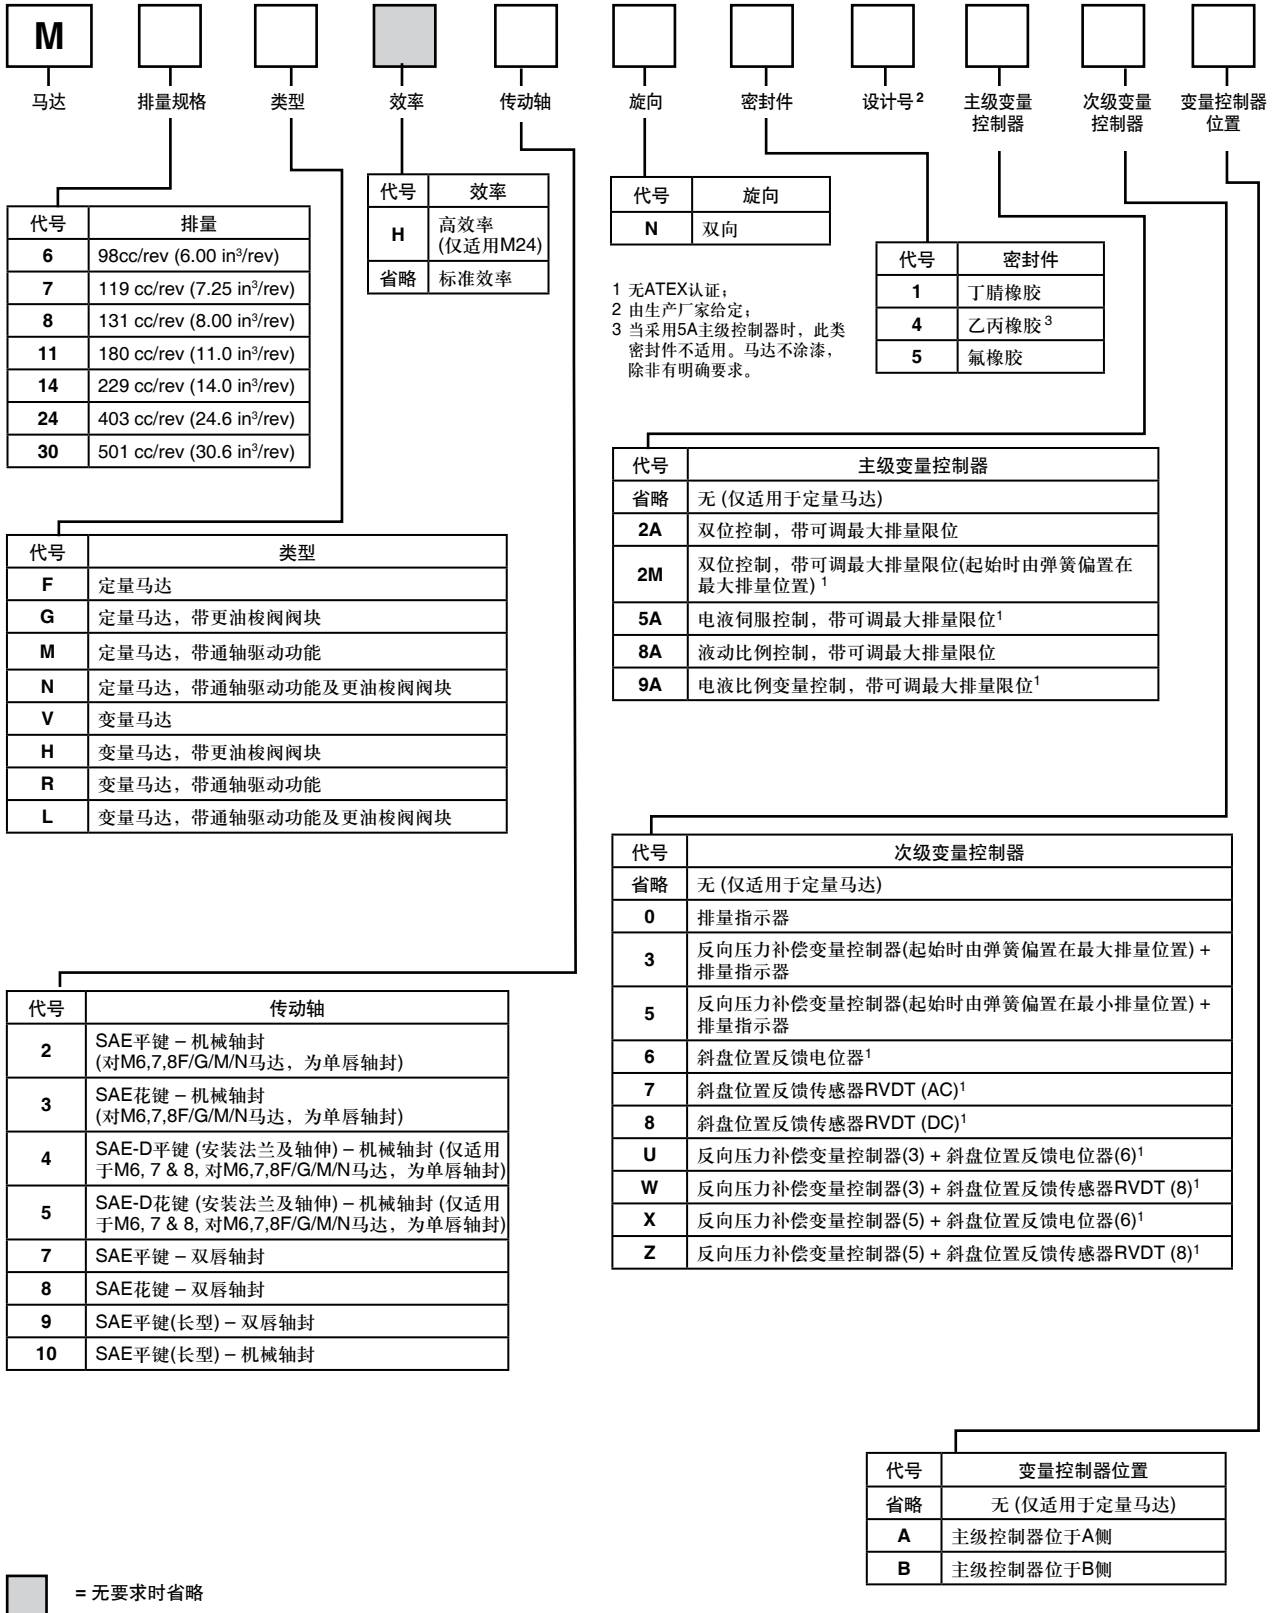 M
马达
排量规格
类型
效率
传动轴
旋向
密封件
设计号2
主级变量
控制器
次级变量
控制器
变量控制器
位置
代号 排量
6 98cc/rev (6.00 in3/rev)
7 119 cc/rev (7.25 in3/rev)
8 131 cc/rev (8.00 in3/rev)
11 180 cc/rev (11.0 in3/rev)
14 229 cc/rev (14.0 in3/rev)
24 403 cc/rev (24.6 in3/rev)
30 501 cc/rev (30.6 in3/rev)
代号 效率
H 高效率
(仅适用M24)
省略 标准效率
代号 旋向
N 双向
1 无ATEX认证;
2 由生产厂家给定;
3 当采用5A主级控制器时，此类
密封件不适用。马达不涂漆，
除非有明确要求。
代号 密封件
1 丁腈橡胶
4 乙丙橡胶3
5 氟橡胶
代号 类型
F 定量马达
G 定量马达，带更油梭阀阀块
M 定量马达，带通轴驱动功能
N 定量马达，带通轴驱动功能及更油梭阀阀块
V 变量马达
H 变量马达，带更油梭阀阀块
R 变量马达，带通轴驱动功能
L 变量马达，带通轴驱动功能及更油梭阀阀块
代号 主级变量控制器
省略 无 (仅适用于定量马达)
2A 双位控制，带可调最大排量限位
2M 双位控制，带可调最大排量限位(起始时由弹簧偏置在
最大排量位置) 1
5A 电液伺服控制，带可调最大排量限位1
8A 液动比例控制，带可调最大排量限位
9A 电液比例变量控制，带可调最大排量限位1
代号 次级变量控制器
省略 无 (仅适用于定量马达)
0 排量指示器
3 反向压力补偿变量控制器(起始时由弹簧偏置在最大排量位置) +
排量指示器
5 反向压力补偿变量控制器(起始时由弹簧偏置在最小排量位置) +
排量指示器
6 斜盘位置反馈电位器1
7 斜盘位置反馈传感器RVDT (AC)1
8 斜盘位置反馈传感器RVDT (DC)1
U 反向压力补偿变量控制器(3) + 斜盘位置反馈电位器(6)1
W 反向压力补偿变量控制器(3) + 斜盘位置反馈传感器RVDT (8)1
X 反向压力补偿变量控制器(5) + 斜盘位置反馈电位器(6)1
Z 反向压力补偿变量控制器(5) + 斜盘位置反馈传感器RVDT (8)1
代号 传动轴
2 SAE平键 – 机械轴封
(对M6,7,8F/G/M/N马达，为单唇轴封)
3 SAE花键 – 机械轴封
(对M6,7,8F/G/M/N马达，为单唇轴封)
4 SAE-D平键 (安装法兰及轴伸) – 机械轴封 (仅适用
于M6, 7 & 8, 对M6,7,8F/G/M/N马达，为单唇轴封)
5 SAE-D花键 (安装法兰及轴伸) – 机械轴封 (仅适用
于M6, 7 & 8, 对M6,7,8F/G/M/N马达，为单唇轴封)
7 SAE平键 – 双唇轴封
8 SAE花键 – 双唇轴封
9 SAE平键(长型) – 双唇轴封
10 SAE平键(长型) – 机械轴封
代号 变量控制器位置
省略 无 (仅适用于定量马达)
A 主级控制器位于A侧
B 主级控制器位于B侧
= 无要求时省略